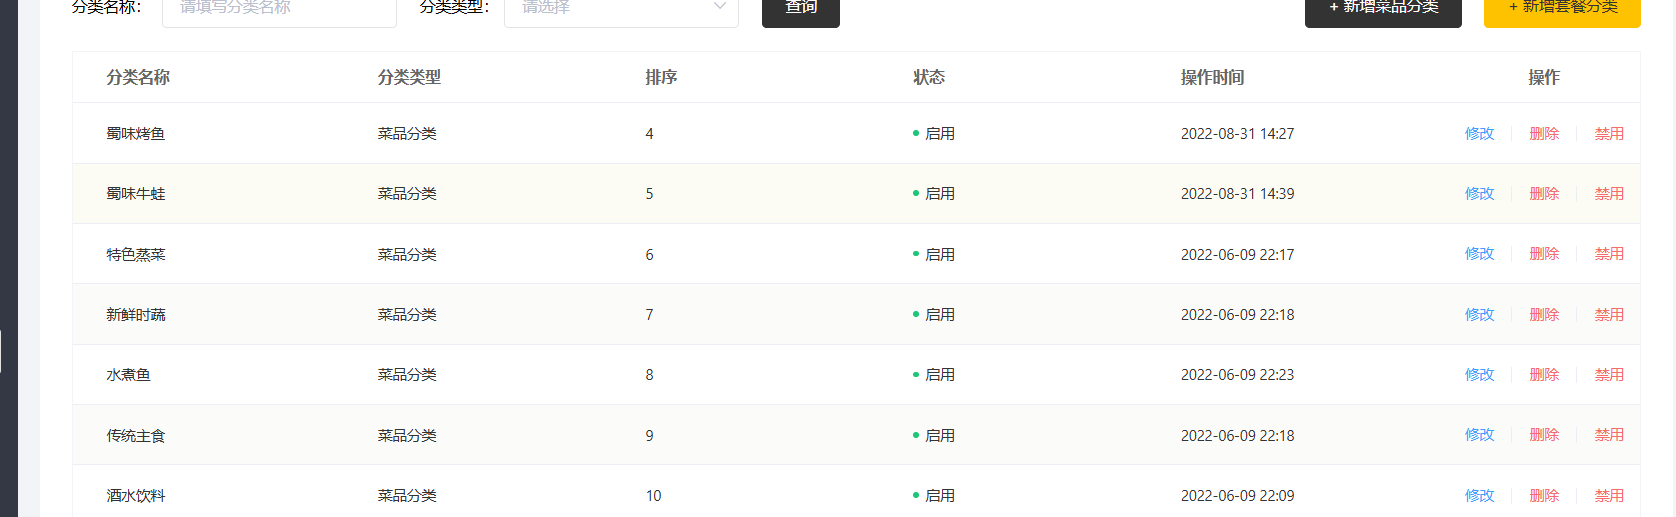 分类名称： 请填写分类名称 分类类型： 请选择 查询 + 新增菜品分类 + 新增套餐分类
分类名称 分类类型 排序 状态 操作时间 操作
蜀味烤鱼 菜品分类 4 启用 2022-08-31 14:27 修改 删除 禁用
蜀味牛蛙 菜品分类 5 启用 2022-08-31 14:39 修改 删除 禁用
特色蒸菜 菜品分类 6 启用 2022-06-09 22:17 修改 删除 禁用
新鲜时蔬 菜品分类 7 启用 2022-06-09 22:18 修改 删除 禁用
水煮鱼 菜品分类 8 启用 2022-06-09 22:23 修改 删除 禁用
传统主食 菜品分类 9 启用 2022-06-09 22:18 修改 删除 禁用
酒水饮料 菜品分类 10 启用 2022-06-09 22:09 修改 删除 禁用